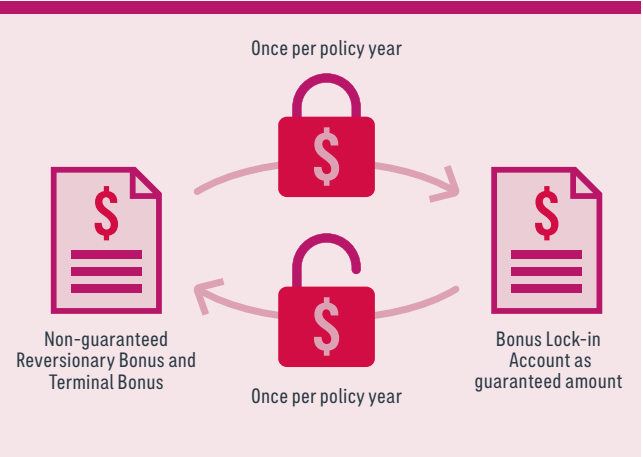 Once per policy year
$
$
$
Non-guaranteed
Reversionary Bonus and
Terminal Bonus
Bonus Lock-in
Account as
guaranteed amount
$
Once per policy year